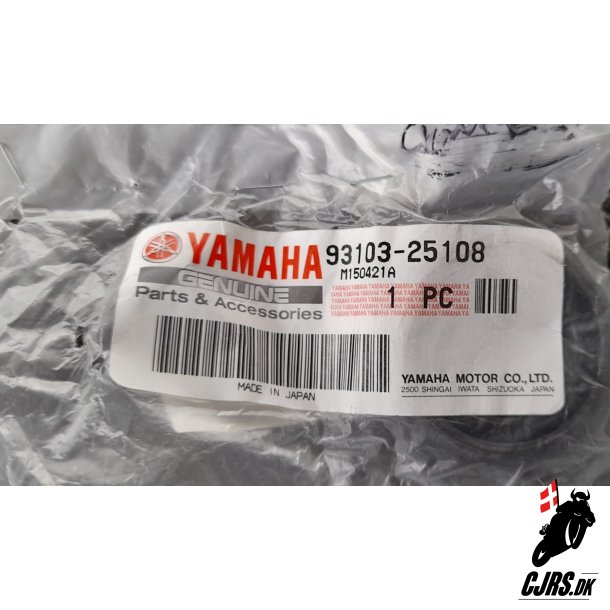 YAMAHA 93103-25108
GENUINE M150421A
Parts & Accessories 1 PC
MADE IN JAPAN
YAMAHA MOTOR CO.,LTD.
2500 SHINGAI IWATA SHIZUOKA JAPAN
CJRS.DK